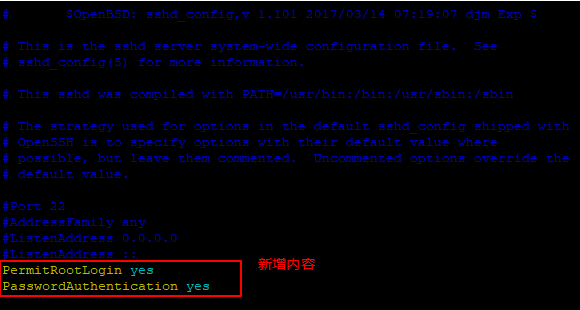 #       $OpenBSD: sshd_config,v 1.101 2017/03/14 07:19:07 djm Exp $
# This is the sshd server system-wide configuration file.  See
# sshd_config(5) for more information.
# This sshd was compiled with PATH=/usr/bin:/bin:/usr/sbin:/sbin
# The strategy used for options in the default sshd_config shipped with
# OpenSSH is to specify options with their default value where
# possible, but leave them commented.  Uncommented options override the
# default value.
#Port 22
#AddressFamily any
#ListenAddress 0.0.0.0
#ListenAddress ::
PermitRootLogin yes
新增内容
PasswordAuthentication yes